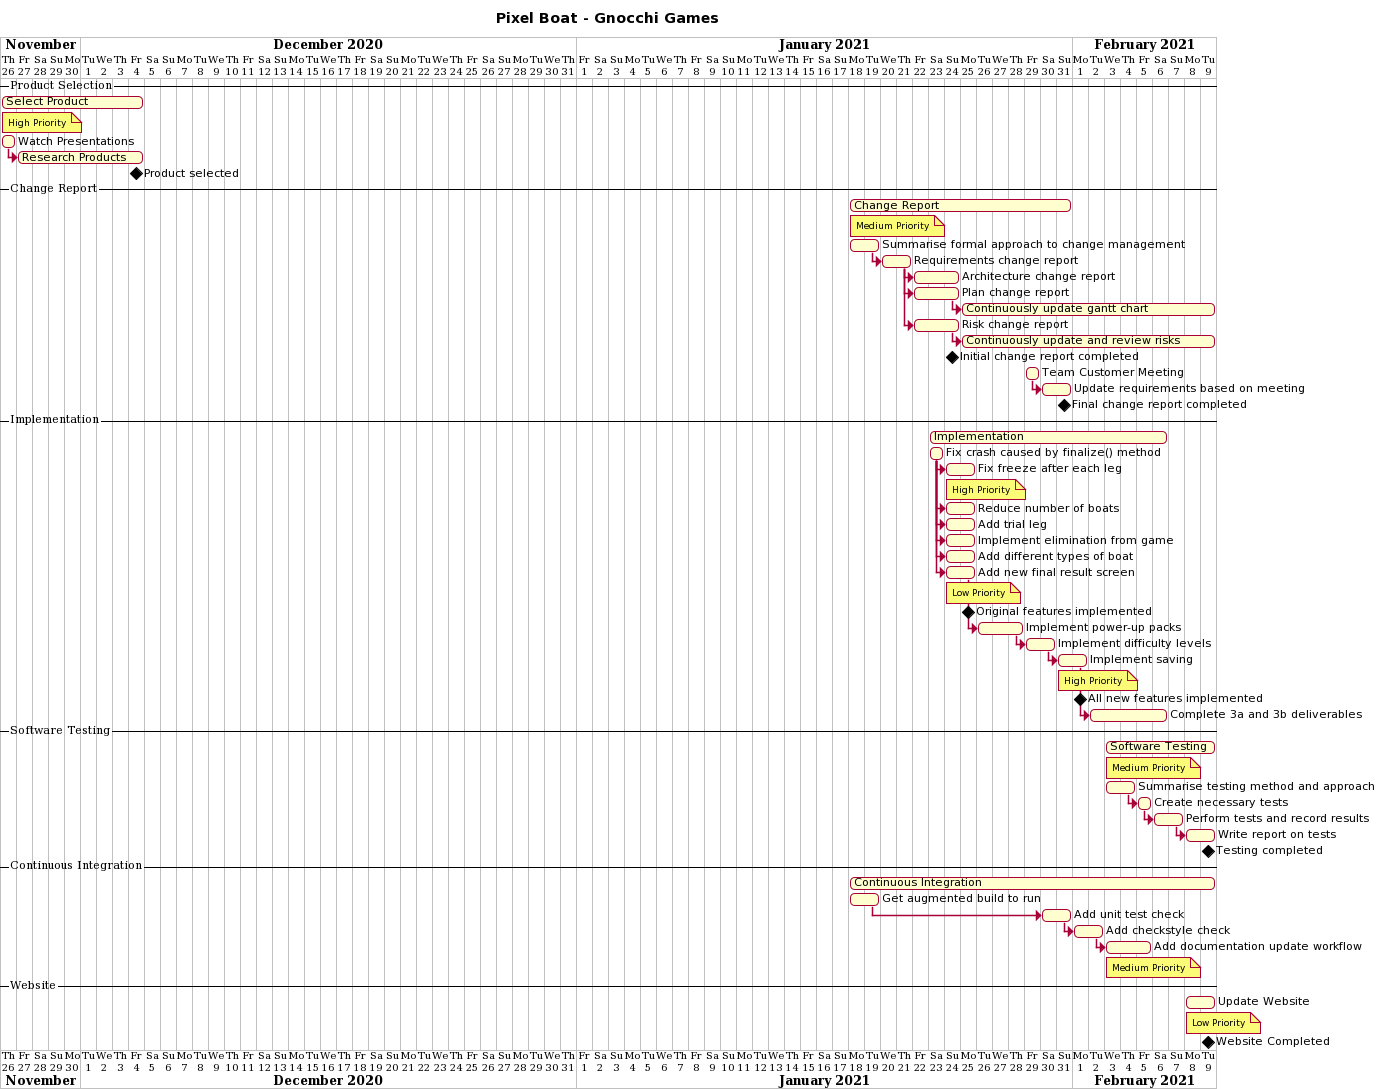 Pixel Boat - Gnocchi Games
November December 2020 January 2021 February 2021
Th Fr Sa Su Mo Tu We Th Fr Sa Su Mo Tu We Th Fr Sa Su Mo Tu We Th Fr Sa Su Mo Tu We Th Fr Sa Su Mo Tu We Th Fr Sa Su Mo Tu We Th Fr Sa Su Mo Tu We Th Fr Sa Su Mo Tu We Th Fr Sa Su Mo Tu We Th Fr Sa Su Mo Tu We Th Fr Sa Su Mo Tu
26 27 28 29 30 1 2 3 4 5 6 7 8 9 10 11 12 13 14 15 16 17 18 19 20 21 22 23 24 25 26 27 28 29 30 31 1 2 3 4 5 6 7 8 9 10 11 12 13 14 15 16 17 18 19 20 21 22 23 24 25 26 27 28 29 30 31 1 2 3 4 5 6 7 8 9
Product Selection
Select Product
High Priority
Watch Presentations
Research Products
Product selected
Change Report
Change Report
Medium Priority
Summarise formal approach to change management
Requirements change report
Architecture change report
Plan change report
Continuously update gantt chart
Risk change report
Continuously update and review risks
Initial change report completed
Team Customer Meeting
Update requirements based on meeting
Final change report completed
Implementation
Implementation
Fix crash caused by finalize() method
Fix freeze after each leg
High Priority
Reduce number of boats
Add trial leg
Implement elimination from game
Add different types of boat
Add new final result screen
Low Priority
Original features implemented
Implement power-up packs
Implement difficulty levels
Implement saving
High Priority
All new features implemented
Complete 3a and 3b deliverables
Software Testing
Software Testing
Medium Priority
Summarise testing method and approach
Create necessary tests
Perform tests and record results
Write report on tests
Testing completed
Continuous Integration
Continuous Integration
Get augmented build to run
Add unit test check
Add checkstyle check
Add documentation update workflow
Medium Priority
Website
Update Website
Low Priority
Website Completed
Th Fr Sa Su Mo Tu We Th Fr Sa Su Mo Tu We Th Fr Sa Su Mo Tu We Th Fr Sa Su Mo Tu We Th Fr Sa Su Mo Tu We Th Fr Sa Su Mo Tu We Th Fr Sa Su Mo Tu We Th Fr Sa Su Mo Tu We Th Fr Sa Su Mo Tu We Th Fr Sa Su Mo Tu We Th Fr Sa Su Mo Tu
26 27 28 29 30 1 2 3 4 5 6 7 8 9 10 11 12 13 14 15 16 17 18 19 20 21 22 23 24 25 26 27 28 29 30 31 1 2 3 4 5 6 7 8 9 10 11 12 13 14 15 16 17 18 19 20 21 22 23 24 25 26 27 28 29 30 31 1 2 3 4 5 6 7 8 9
November December 2020 January 2021 February 2021